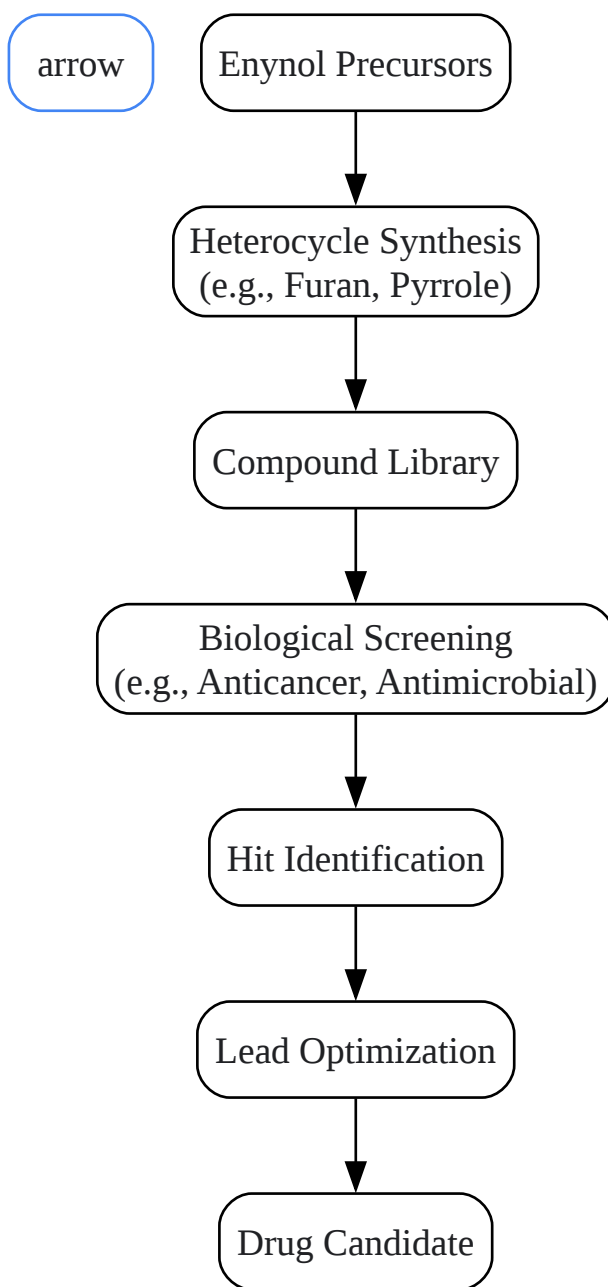 arrow
Enynol Precursors
Heterocycle Synthesis
(e.g., Furan, Pyrrole)
Compound Library
Biological Screening
(e.g., Anticancer, Antimicrobial)
Hit Identification
Lead Optimization
Drug Candidate